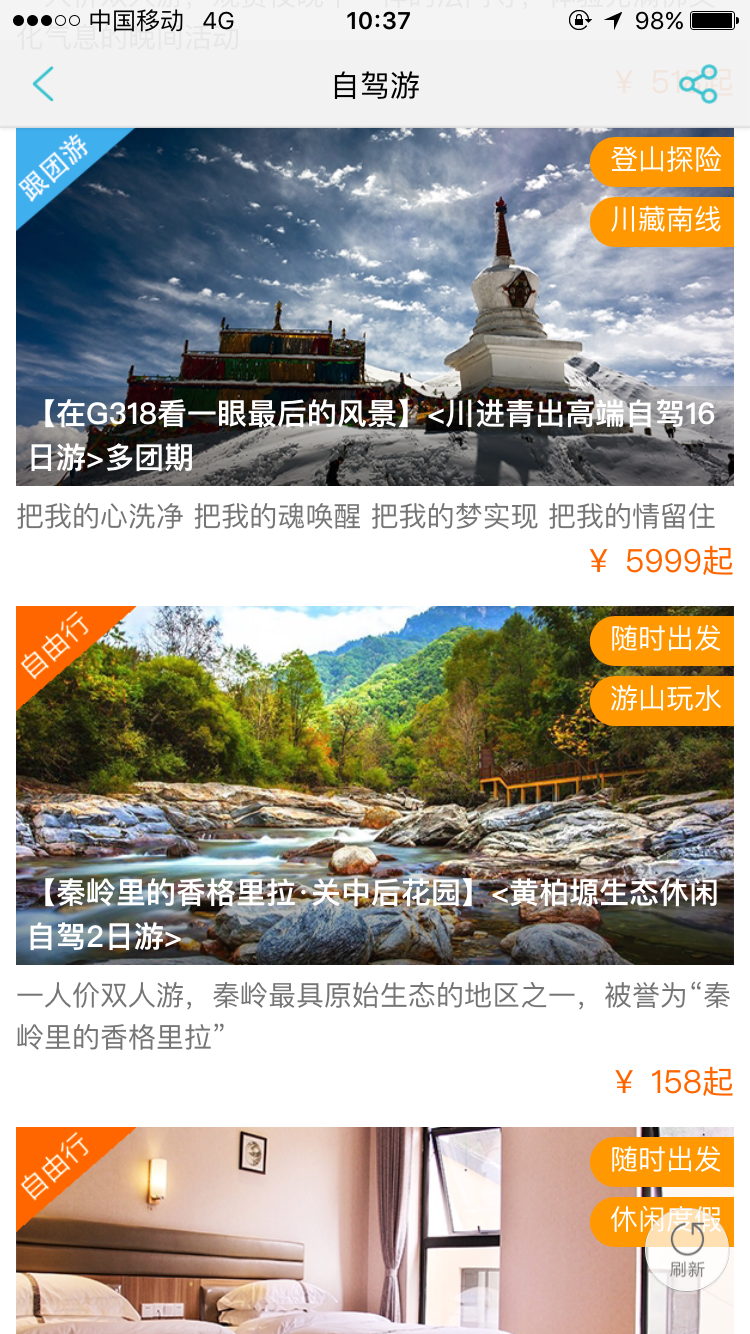 中国移动 4G 10:37 98%
化气息的晚间活动
自驾游
跟团游
登山探险
川藏南线
【在G318看一眼最后的风景】<川进青出高端自驾16
日游>多团期
把我的心洗净 把我的魂唤醒 把我的梦实现 把我的情留住
￥ 5999起
自由行
随时出发
游山玩水
【秦岭里的香格里拉·关中后花园】<黄柏塬生态休闲
自驾2日游>
一人价双人游，秦岭最具原始生态的地区之一，被誉为“秦
岭里的香格里拉”
￥ 158起
自由行
随时出发
休闲度假
刷新